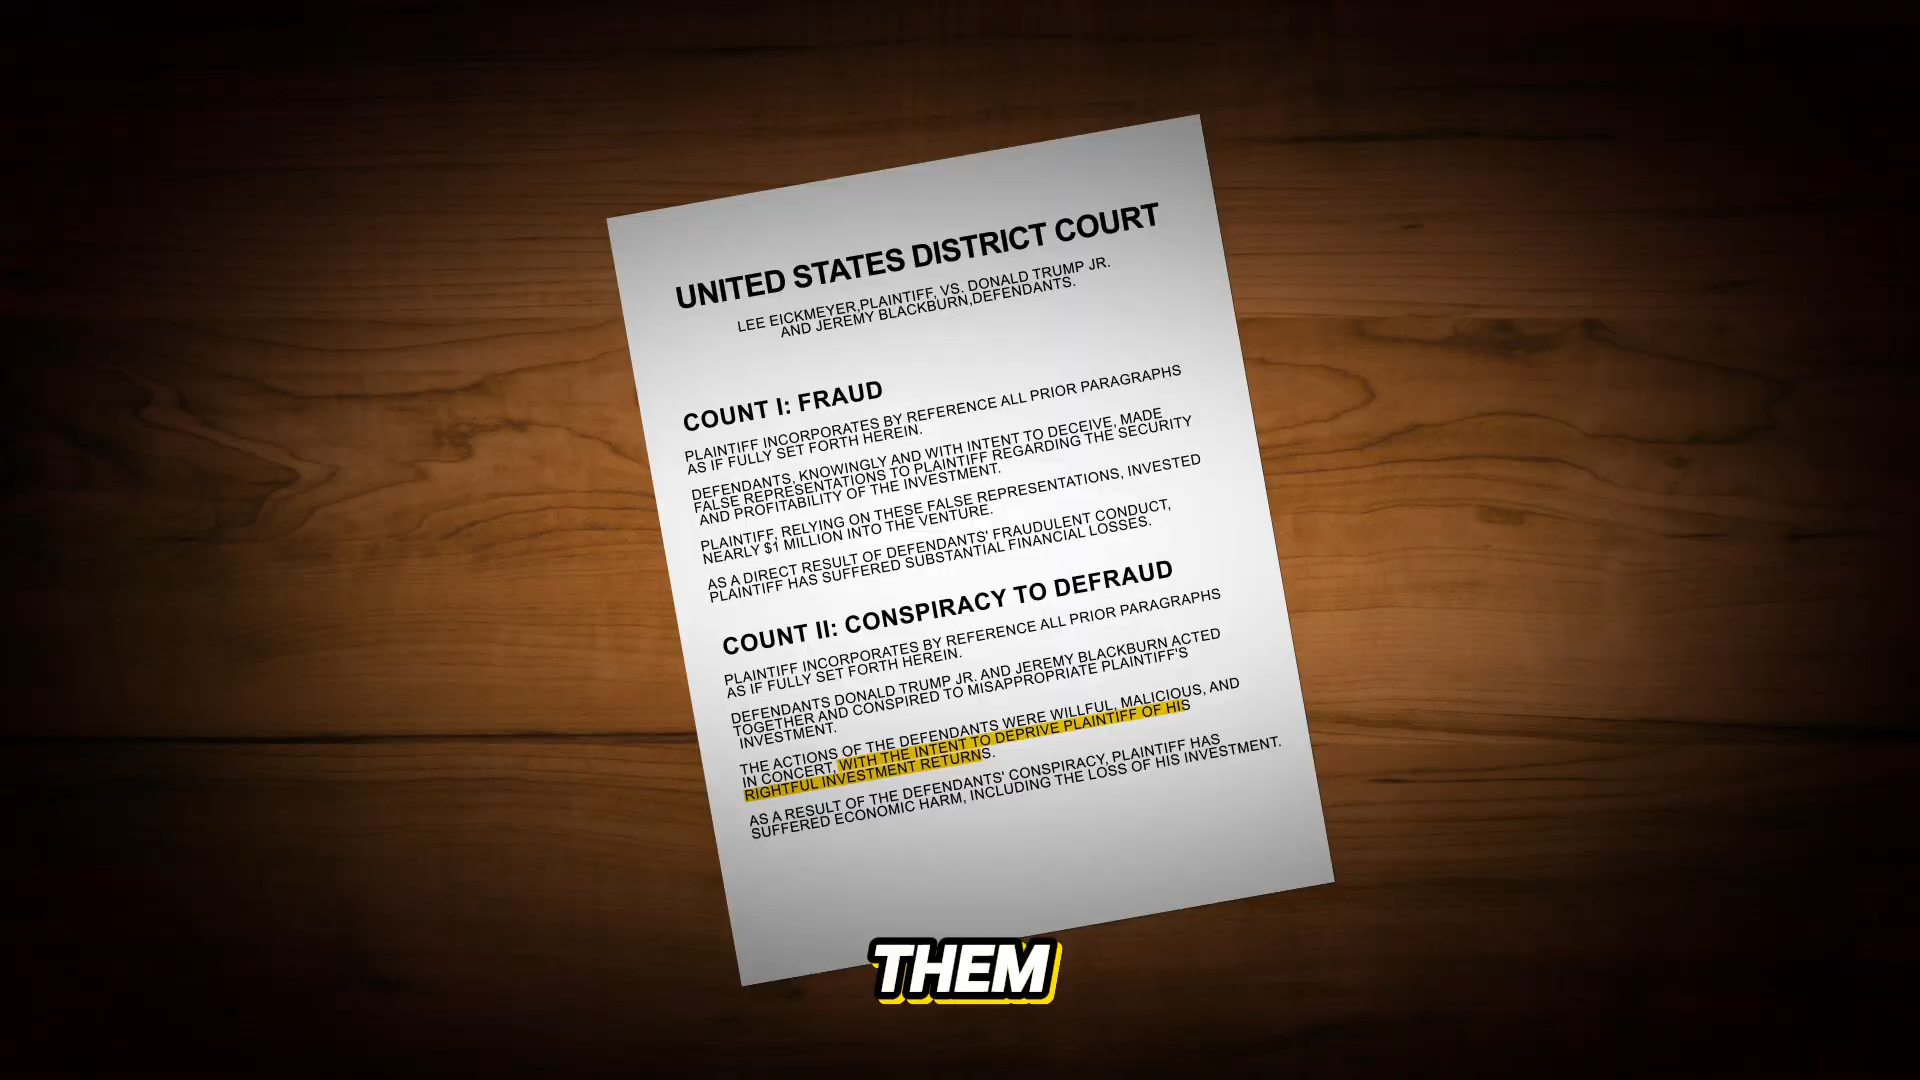 UNITED STATES DISTRICT COURT
LEE EICKMEYER,PLAINTIFF, VS. DONALD TRUMP JR.
AND JEREMY BLACKBURN,DEFENDANTS.
COUNT I: FRAUD
PLAINTIFF INCORPORATES BY REFERENCE ALL PRIOR PARAGRAPHS
AS IF FULLY SET FORTH HEREIN.
DEFENDANTS, KNOWINGLY AND WITH INTENT TO DECEIVE, MADE
FALSE REPRESENTATIONS TO PLAINTIFF REGARDING THE SECURITY
AND PROFITABILITY OF THE INVESTMENT.
PLAINTIFF, RELYING ON THESE FALSE REPRESENTATIONS, INVESTED
NEARLY $1 MILLION INTO THE VENTURE.
AS A DIRECT RESULT OF DEFENDANTS' FRAUDULENT CONDUCT,
PLAINTIFF HAS SUFFERED SUBSTANTIAL FINANCIAL LOSSES.
COUNT II: CONSPIRACY TO DEFRAUD
PLAINTIFF INCORPORATES BY REFERENCE ALL PRIOR PARAGRAPHS
AS IF FULLY SET FORTH HEREIN.
DEFENDANTS DONALD TRUMP JR. AND JEREMY BLACKBURN ACTED
TOGETHER AND CONSPIRED TO MISAPPROPRIATE PLAINTIFF'S
INVESTMENT.
THE ACTIONS OF THE DEFENDANTS WERE WILLFUL, MALICIOUS, AND
IN CONCERT, WITH THE INTENT TO DEPRIVE PLAINTIFF OF HIS
RIGHTFUL INVESTMENT RETURNS.
AS A RESULT OF THE DEFENDANTS' CONSPIRACY, PLAINTIFF HAS
SUFFERED ECONOMIC HARM, INCLUDING THE LOSS OF HIS INVESTMENT.
THEM